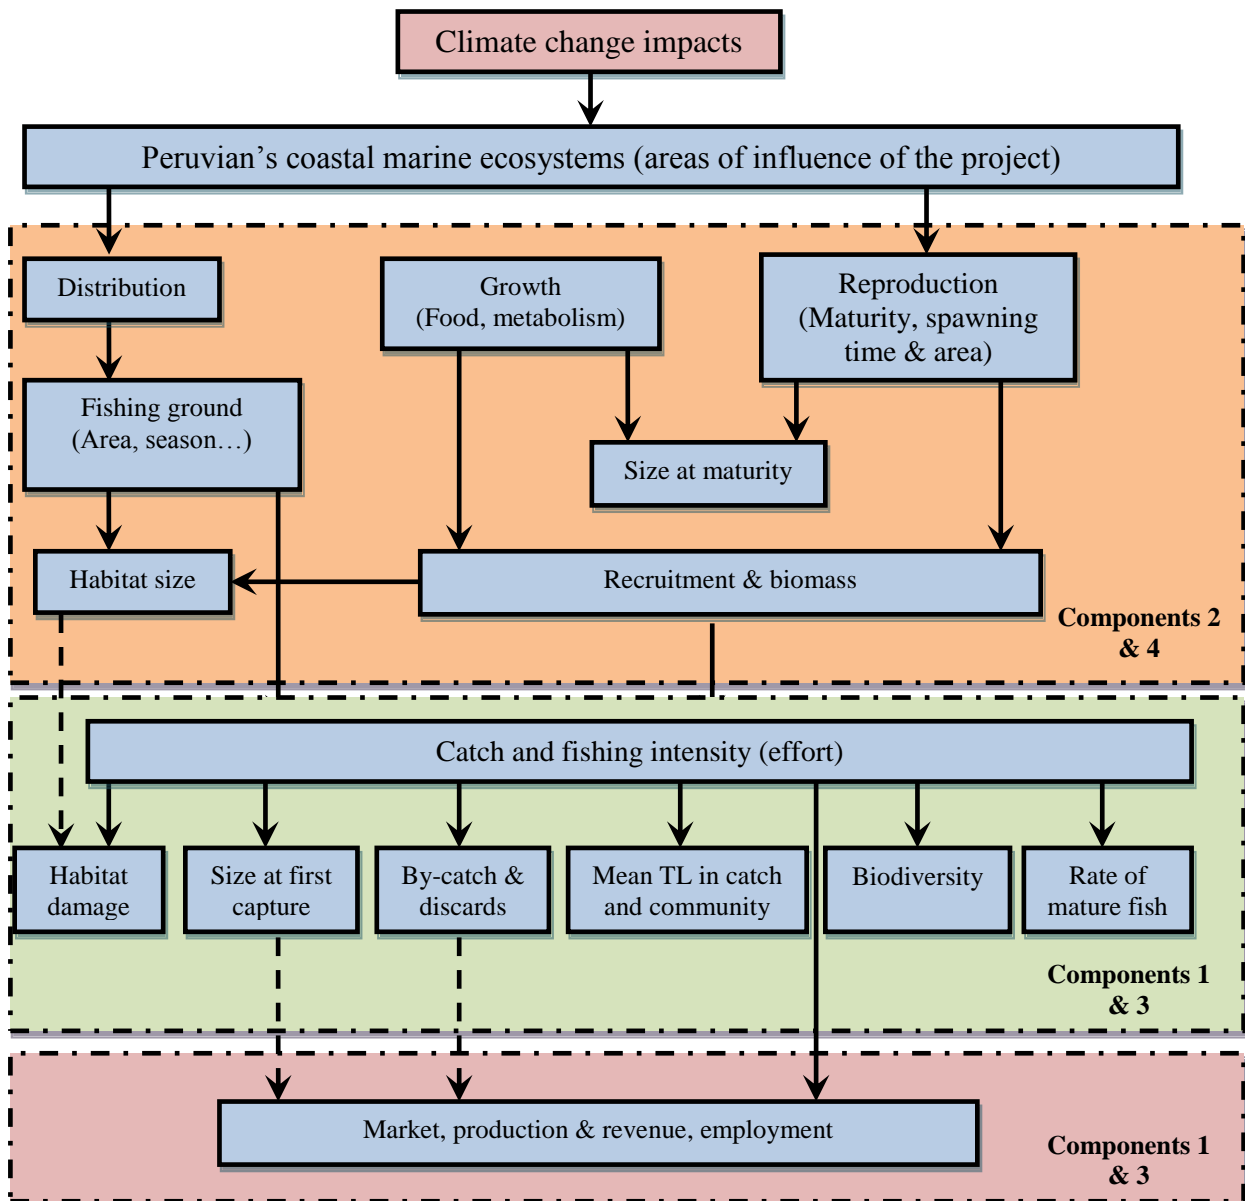 Climate change impacts
Peruvian's coastal marine ecosystems (areas of influence of the project)
Distribution
Growth
(Food, metabolism)
Reproduction
(Maturity, spawning
time & area)
Fishing ground
(Area, season…)
Size at maturity
Habitat size
Recruitment & biomass
Components 2
& 4
Catch and fishing intensity (effort)
Habitat
damage
Size at first
capture
By-catch &
discards
Mean TL in catch
and community
Biodiversity
Rate of
mature fish
Components 1
& 3
Market, production & revenue, employment
Components 1
& 3